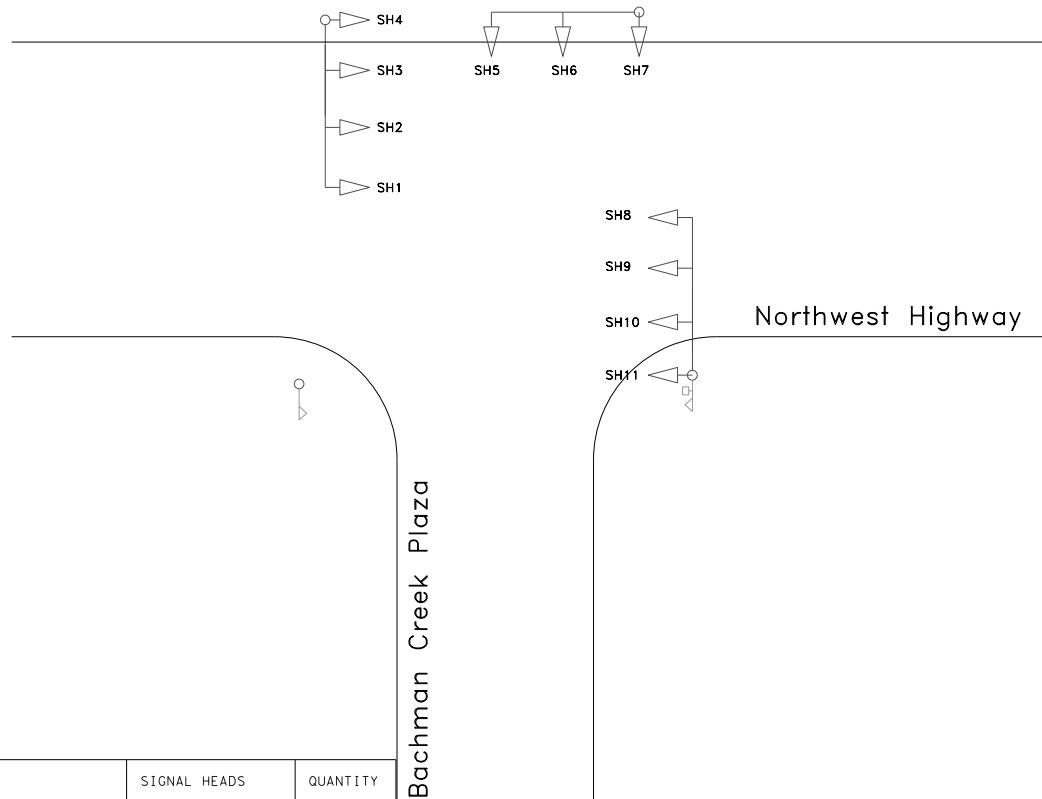 SH4
SH3
SH2
SH1
SH5 SH6 SH7
SH8
SH9
SH10
SH11
Northwest Highway
Bachman Creek Plaza
SIGNAL HEADS QUANTITY